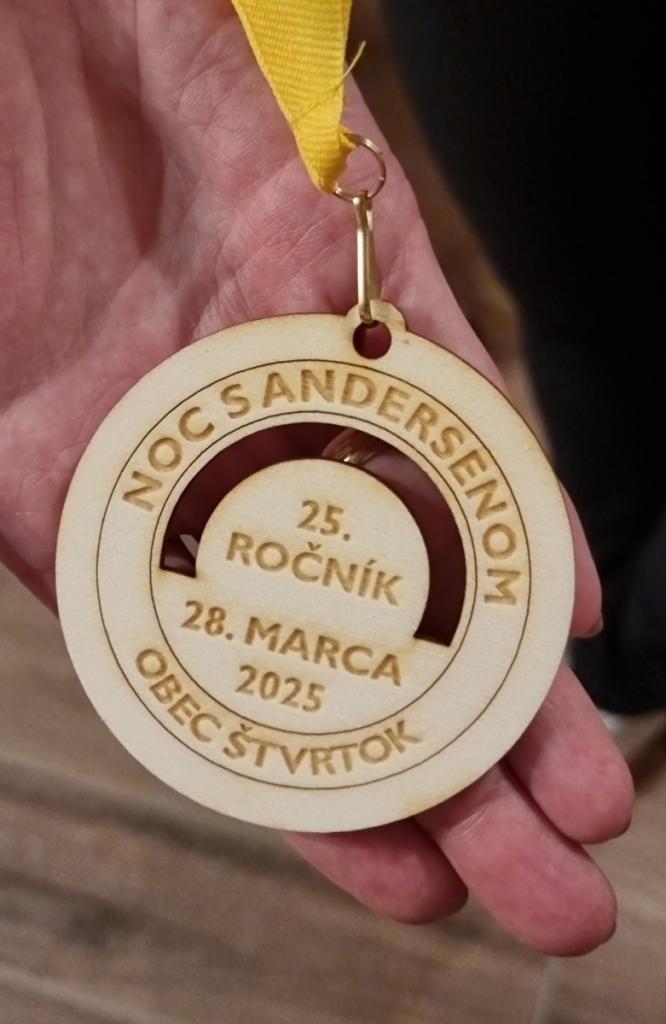 NOC S ANDERSENOM
25.
ROČNÍK
28. MARCA
2025
OBEC ŠTVRTOK